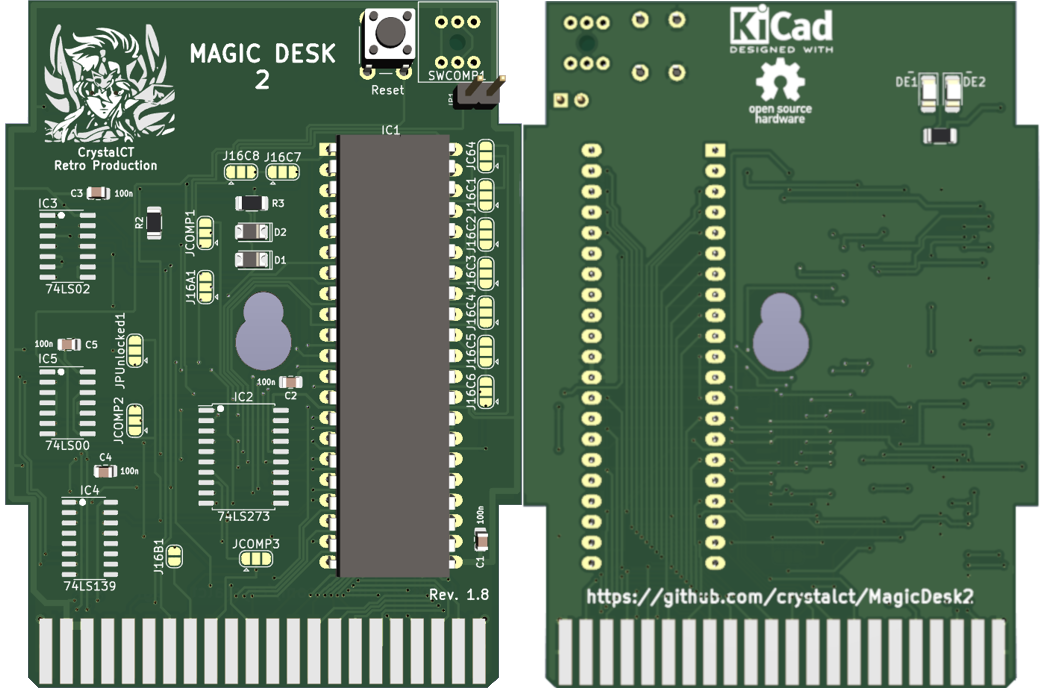 MAGIC DESK
2
CrystalCT
Retro Production
Reset
SWCOMP1
JP1
IC1
J16C8
J16C7
JC64
C3
100n
R3
J16C1
IC3
R2
JCOMP1
D2
J16C2
D1
J16C3
74LS02
J16A1
J16C4
JPUnlocked1
100n
C5
J16C5
IC5
100n
C2
J16C6
JCOMP2
IC2
74LS00
C4
100n
IC4
74LS273
100n
C1
J16B1
JCOMP3
74LS139
Rev. 1.8
KiCad
DESIGNED WITH
open source
hardware
DE1
DE2
https://github.com/crystalct/MagicDesk2